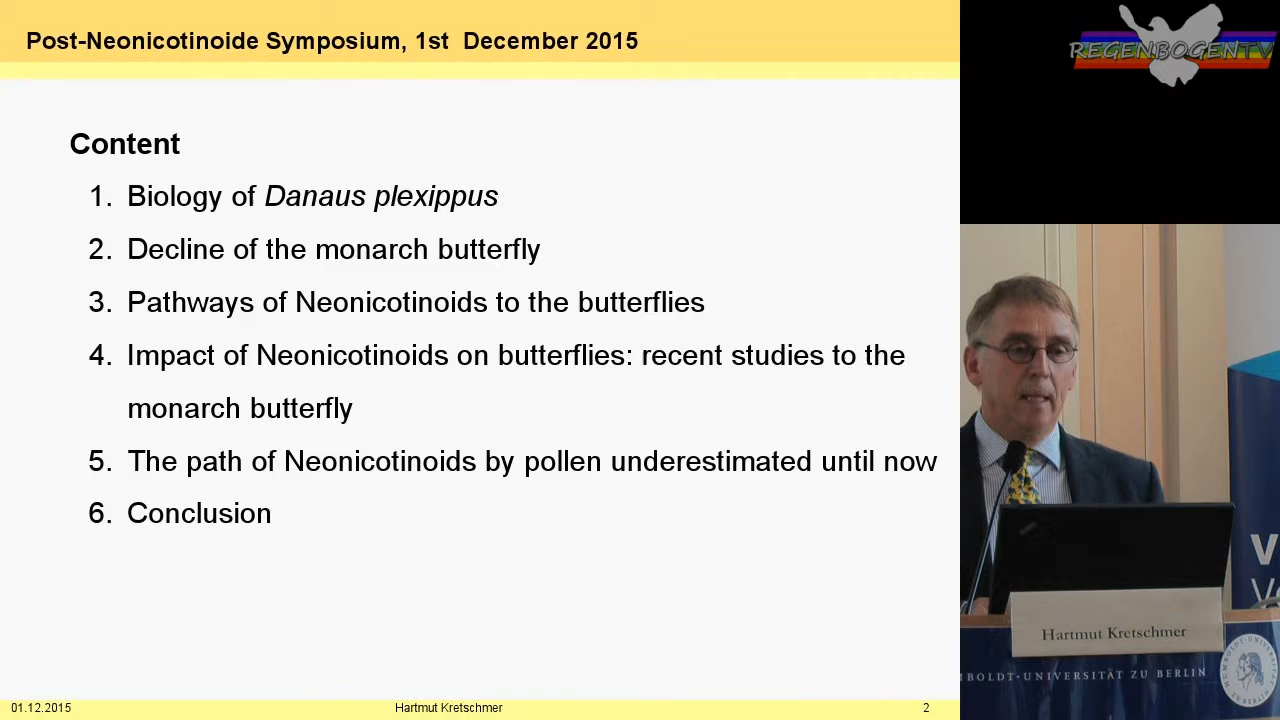 Post-Neonicotinoide Symposium, 1st December 2015
REGENBOGENTV
Content
1. Biology of Danaus plexippus
2. Decline of the monarch butterfly
3. Pathways of Neonicotinoids to the butterflies
4. Impact of Neonicotinoids on butterflies: recent studies to the
monarch butterfly
5. The path of Neonicotinoids by pollen underestimated until now
6. Conclusion
Hartmut Kretschmer
BOLDT-UNIVERSITÄT ZU BERLIN
01.12.2015
Hartmut Kretschmer
2